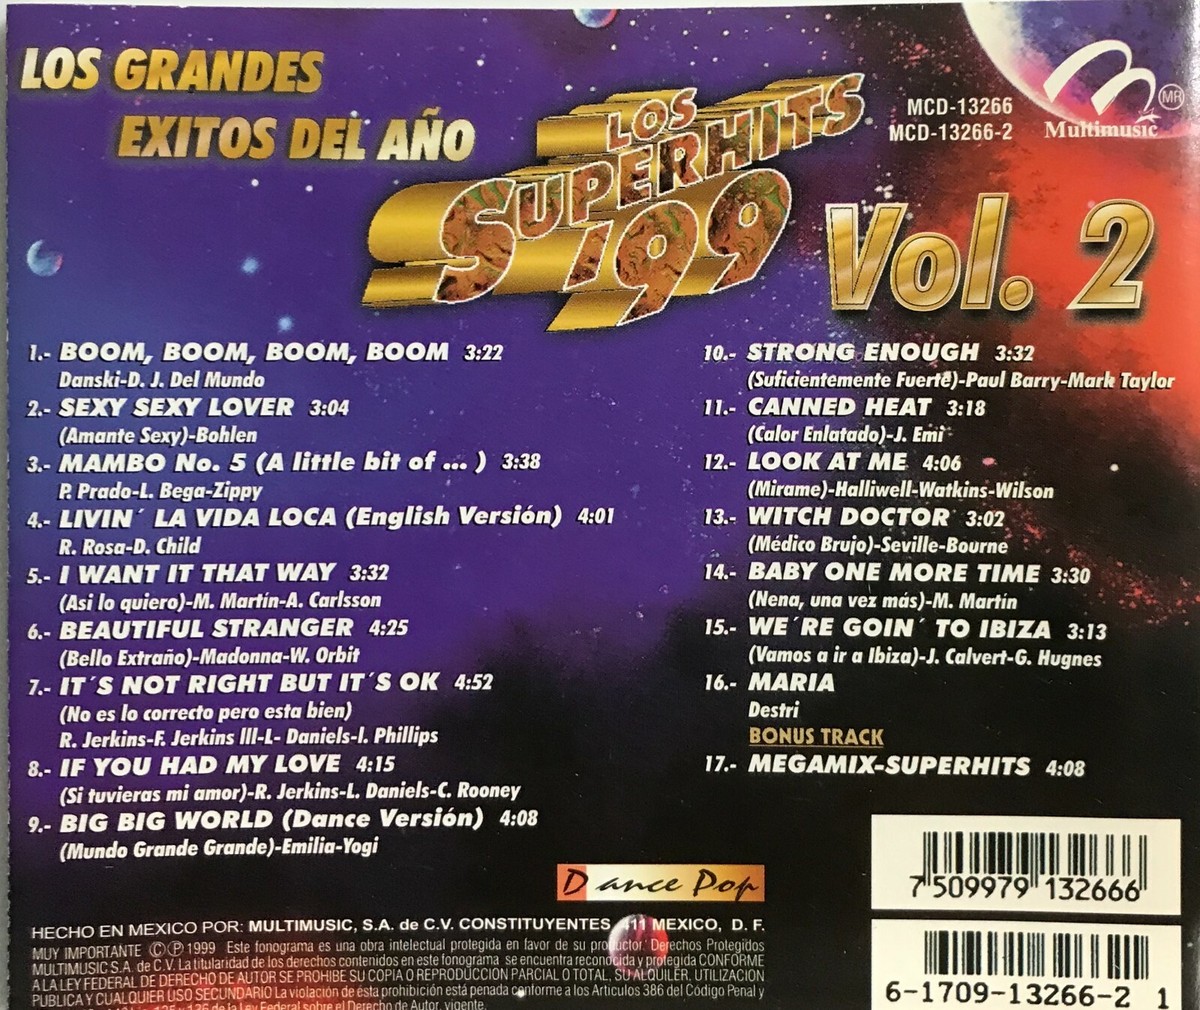 LOS GRANDES
EXITOS DEL AÑO
LOS
SUPERHITS
'99
Vol. 2
MCD-13266
MCD-13266-2
MR
Multimusic
1.- BOOM, BOOM, BOOM, BOOM 3:22
Danski-D. J. Del Mundo
2.- SEXY SEXY LOVER 3:04
(Amante Sexy)-Bohlen
3.- MAMBO No. 5 (A little bit of ... ) 3:38
P. Prado-L. Bega-Zippy
4.- LIVIN´ LA VIDA LOCA (English Versión) 4:01
R. Rosa-D. Child
5.- I WANT IT THAT WAY 3:32
(Asi lo quiero)-M. Martín-A. Carlsson
6.- BEAUTIFUL STRANGER 4:25
(Bello Extraño)-Madonna-W. Orbit
7.- IT´S NOT RIGHT BUT IT´S OK 4:52
(No es lo correcto pero esta bien)
R. Jerkins-F. Jerkins III-L- Daniels-I. Phillips
8.- IF YOU HAD MY LOVE 4:15
(Si tuvieras mi amor)-R. Jerkins-L. Daniels-C. Rooney
9.- BIG BIG WORLD (Dance Versión) 4:08
(Mundo Grande Grande)-Emilia-Yogi
10.- STRONG ENOUGH 3:32
(Suficientemente Fuerte)-Paul Barry-Mark Taylor
11.- CANNED HEAT 3:18
(Calor Enlatado)-J. Emi
12.- LOOK AT ME 4:06
(Mirame)-Halliwell-Watkins-Wilson
13.- WITCH DOCTOR 3:02
(Médico Brujo)-Seville-Bourne
14.- BABY ONE MORE TIME 3:30
(Nena, una vez más)-M. Martín
15.- WE´RE GOIN´ TO IBIZA 3:13
(Vamos a ir a Ibiza)-J. Calvert-G. Hugnes
16.- MARIA
Destri
BONUS TRACK
17.- MEGAMIX-SUPERHITS 4:08
Dance Pop
7 509979 132666
6-1709-13266-2 1
HECHO EN MEXICO POR: MULTIMUSIC, S.A. de C.V. CONSTITUYENTES 411 MEXICO, D. F.
MUY IMPORTANTE Ⓒ Ⓟ 1999 Este fonograma es una obra intelectual protegida en favor de su productor. Derechos Protegidos
MULTIMUSIC S.A. de C.V. La titularidad de los derechos contenidos en este fonograma se encuentra reconocida y protegida CONFORME
A LA LEY FEDERAL DE DERECHO DE AUTOR SE PROHIBE SU COPIA O REPRODUCCION PARCIAL O TOTAL, SU ALQUILER, UTILIZACION
PUBLICA Y CUALQUIER USO SECUNDARIO La violación de ésta prohibición está penada conforme a los Articulos 386 del Código Penal y
de la Ley Federal sobre el Derecho de Autor, vigente.